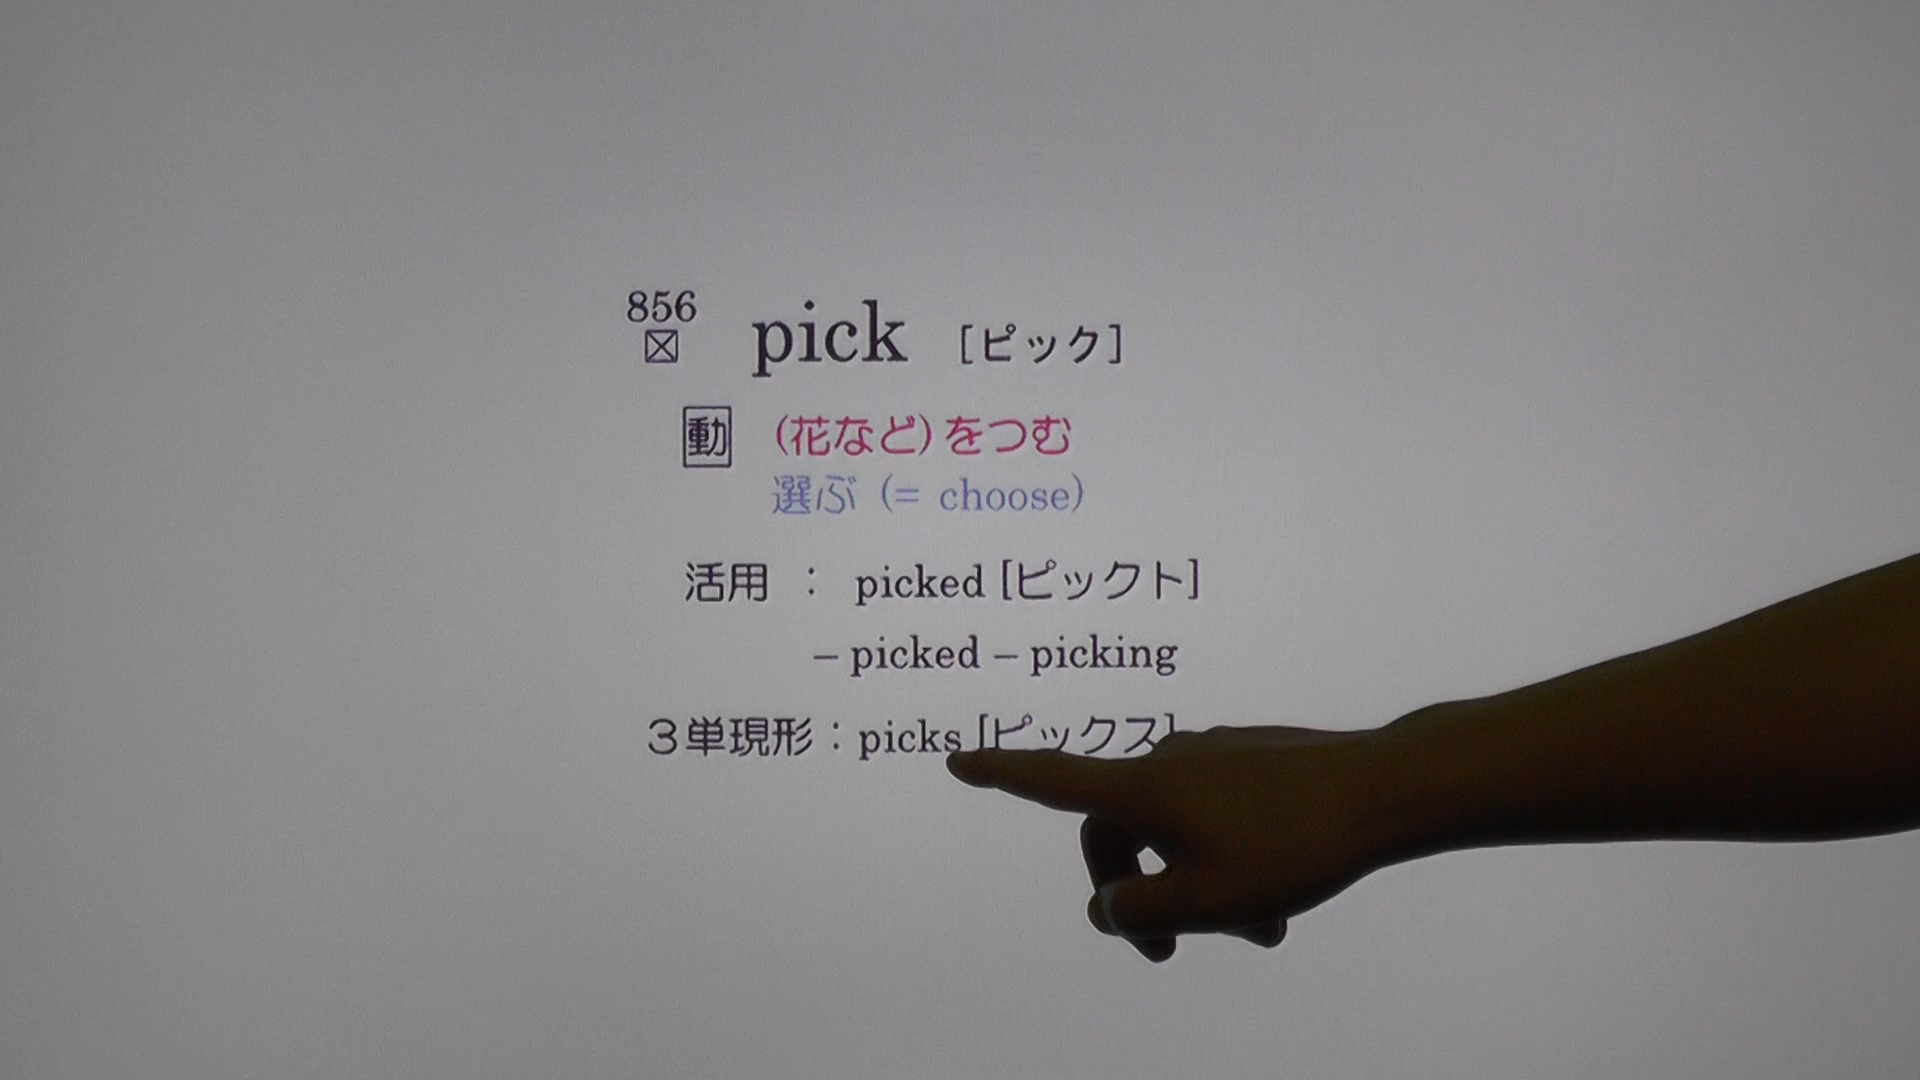 856
☒ pick [ピック]
動 (花など)をつむ
選ぶ (= choose)
活用 : picked [ピックト]
– picked – picking
3単現形:picks [ピックス]